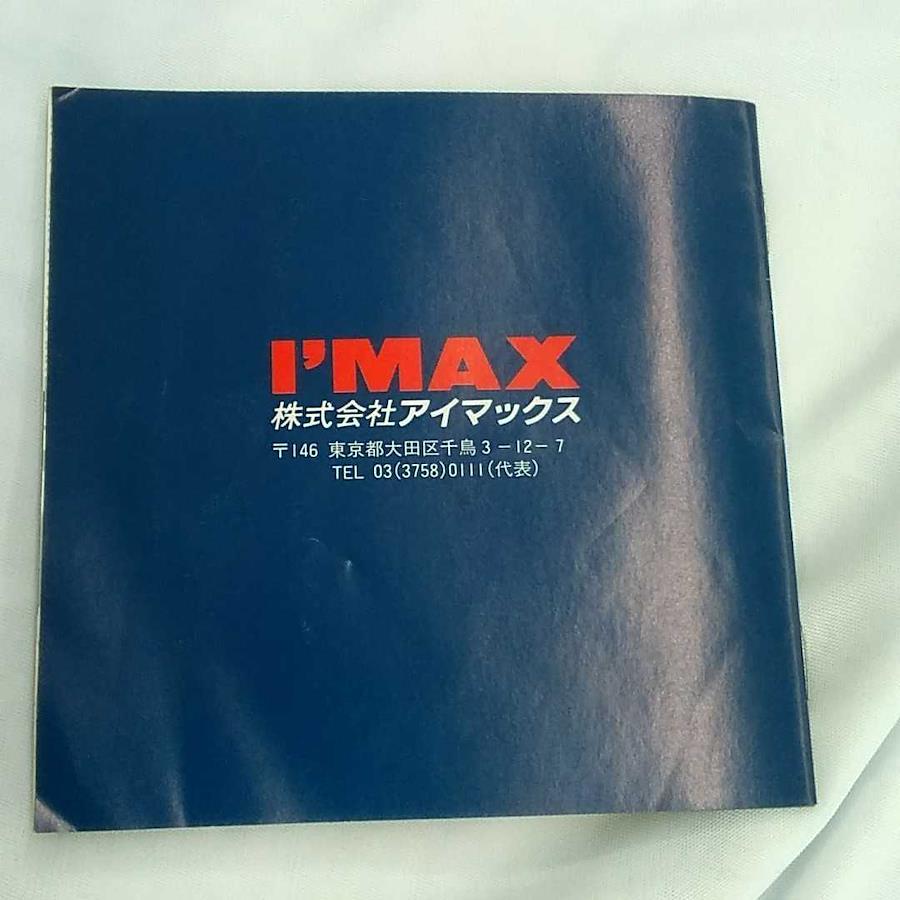 I'MAX
株式会社アイマックス
〒146 東京都大田区千鳥3-12-7
TEL 03(3758)0111(代表)